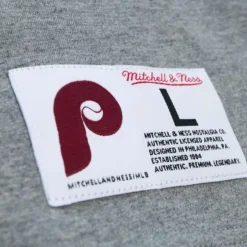 Mitchell & Ness
P
L
MITCHELL & NESS NOSTALGIA CO.
AUTHENTIC LICENSED APPAREL
DESIGNED IN PHILADELPHIA, PA
ESTABLISHED 1904
AUTHENTIC. PREMIUM. LEGENDARY.
MITCHELLANDNESS/MLB